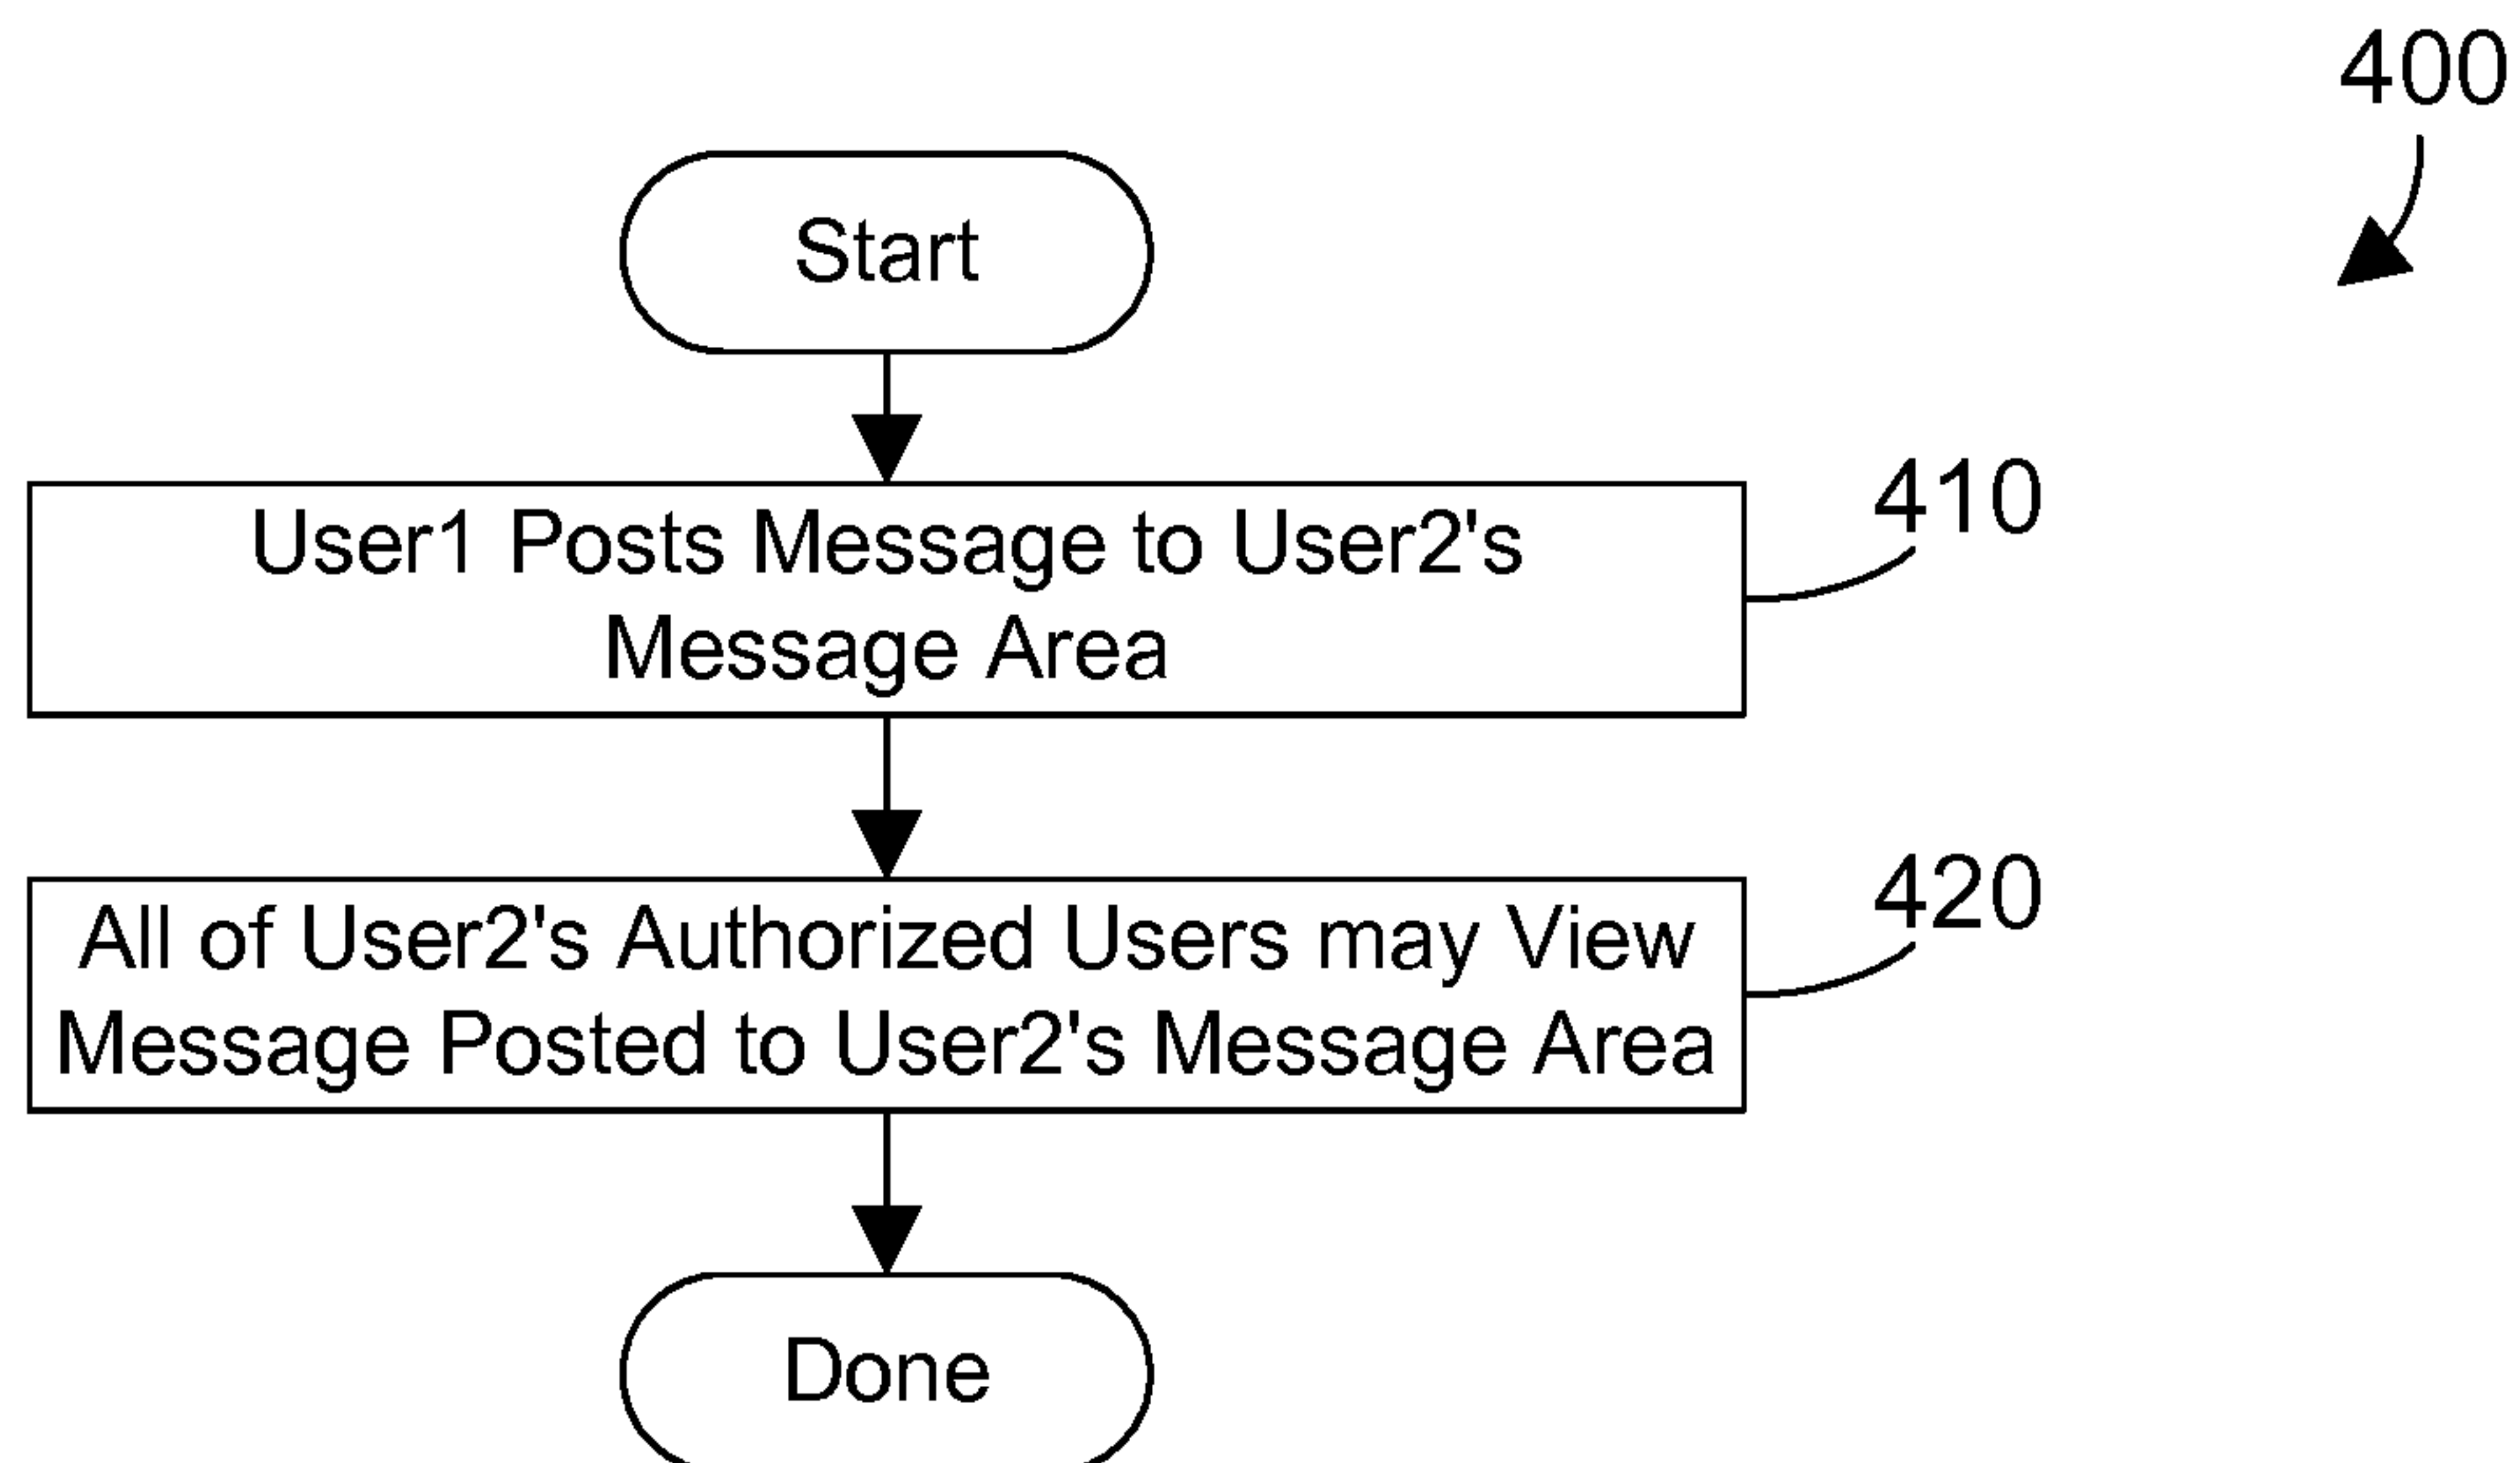 400
Start
410
User1 Posts Message to User2's
Message Area
420
All of User2's Authorized Users may View
Message Posted to User2's Message Area
Done